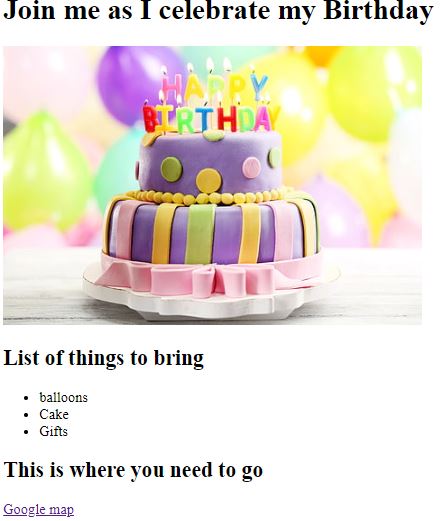 Join me as I celebrate my Birthday
HAPPY
BIRTHDAY
List of things to bring
balloons
Cake
Gifts
This is where you need to go
Google map